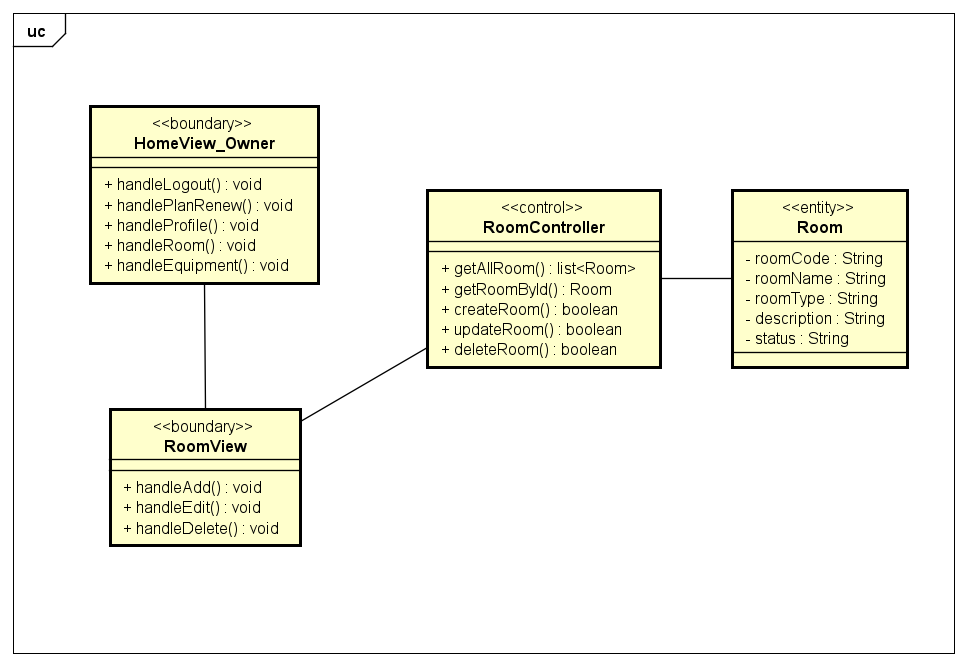 uc
<<boundary>>
HomeView_Owner
+ handleLogout() : void
+ handlePlanRenew() : void
+ handleProfile() : void
+ handleRoom() : void
+ handleEquipment() : void
<<control>>
RoomController
+ getAllRoom() : list<Room>
+ getRoomById() : Room
+ createRoom() : boolean
+ updateRoom() : boolean
+ deleteRoom() : boolean
<<entity>>
Room
- roomCode : String
- roomName : String
- roomType : String
- description : String
- status : String
<<boundary>>
RoomView
+ handleAdd() : void
+ handleEdit() : void
+ handleDelete() : void